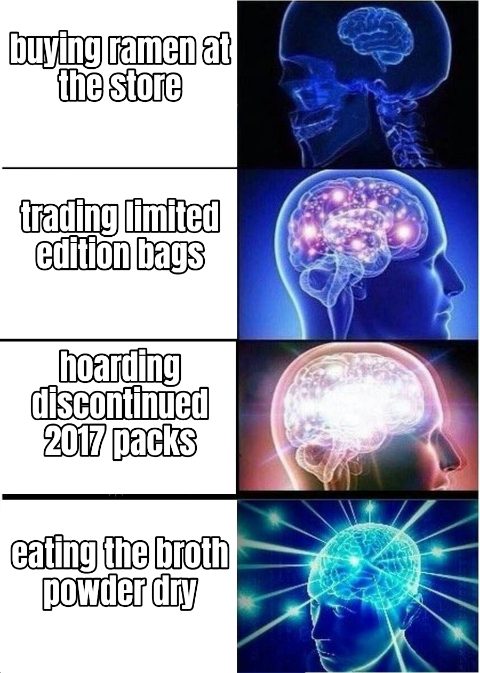 buying ramen at
the store
trading limited
edition bags
hoarding
discontinued
2017 packs
eating the broth
powder dry